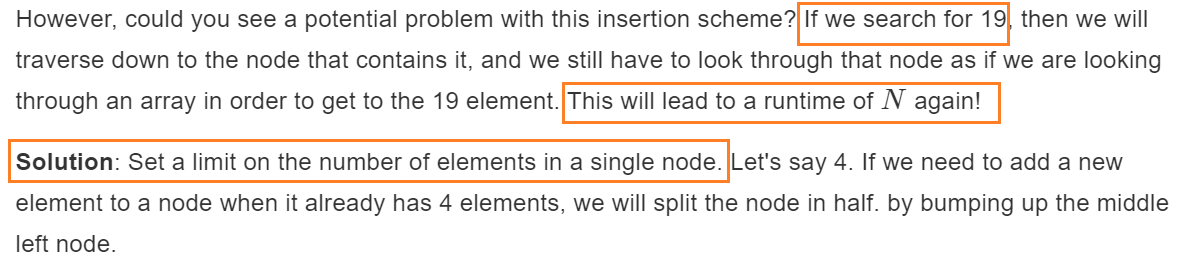 However, could you see a potential problem with this insertion scheme? If we search for 19, then we will
traverse down to the node that contains it, and we still have to look through that node as if we are looking
through an array in order to get to the 19 element. This will lead to a runtime of N again!
Solution: Set a limit on the number of elements in a single node. Let's say 4. If we need to add a new
element to a node when it already has 4 elements, we will split the node in half. by bumping up the middle
left node.